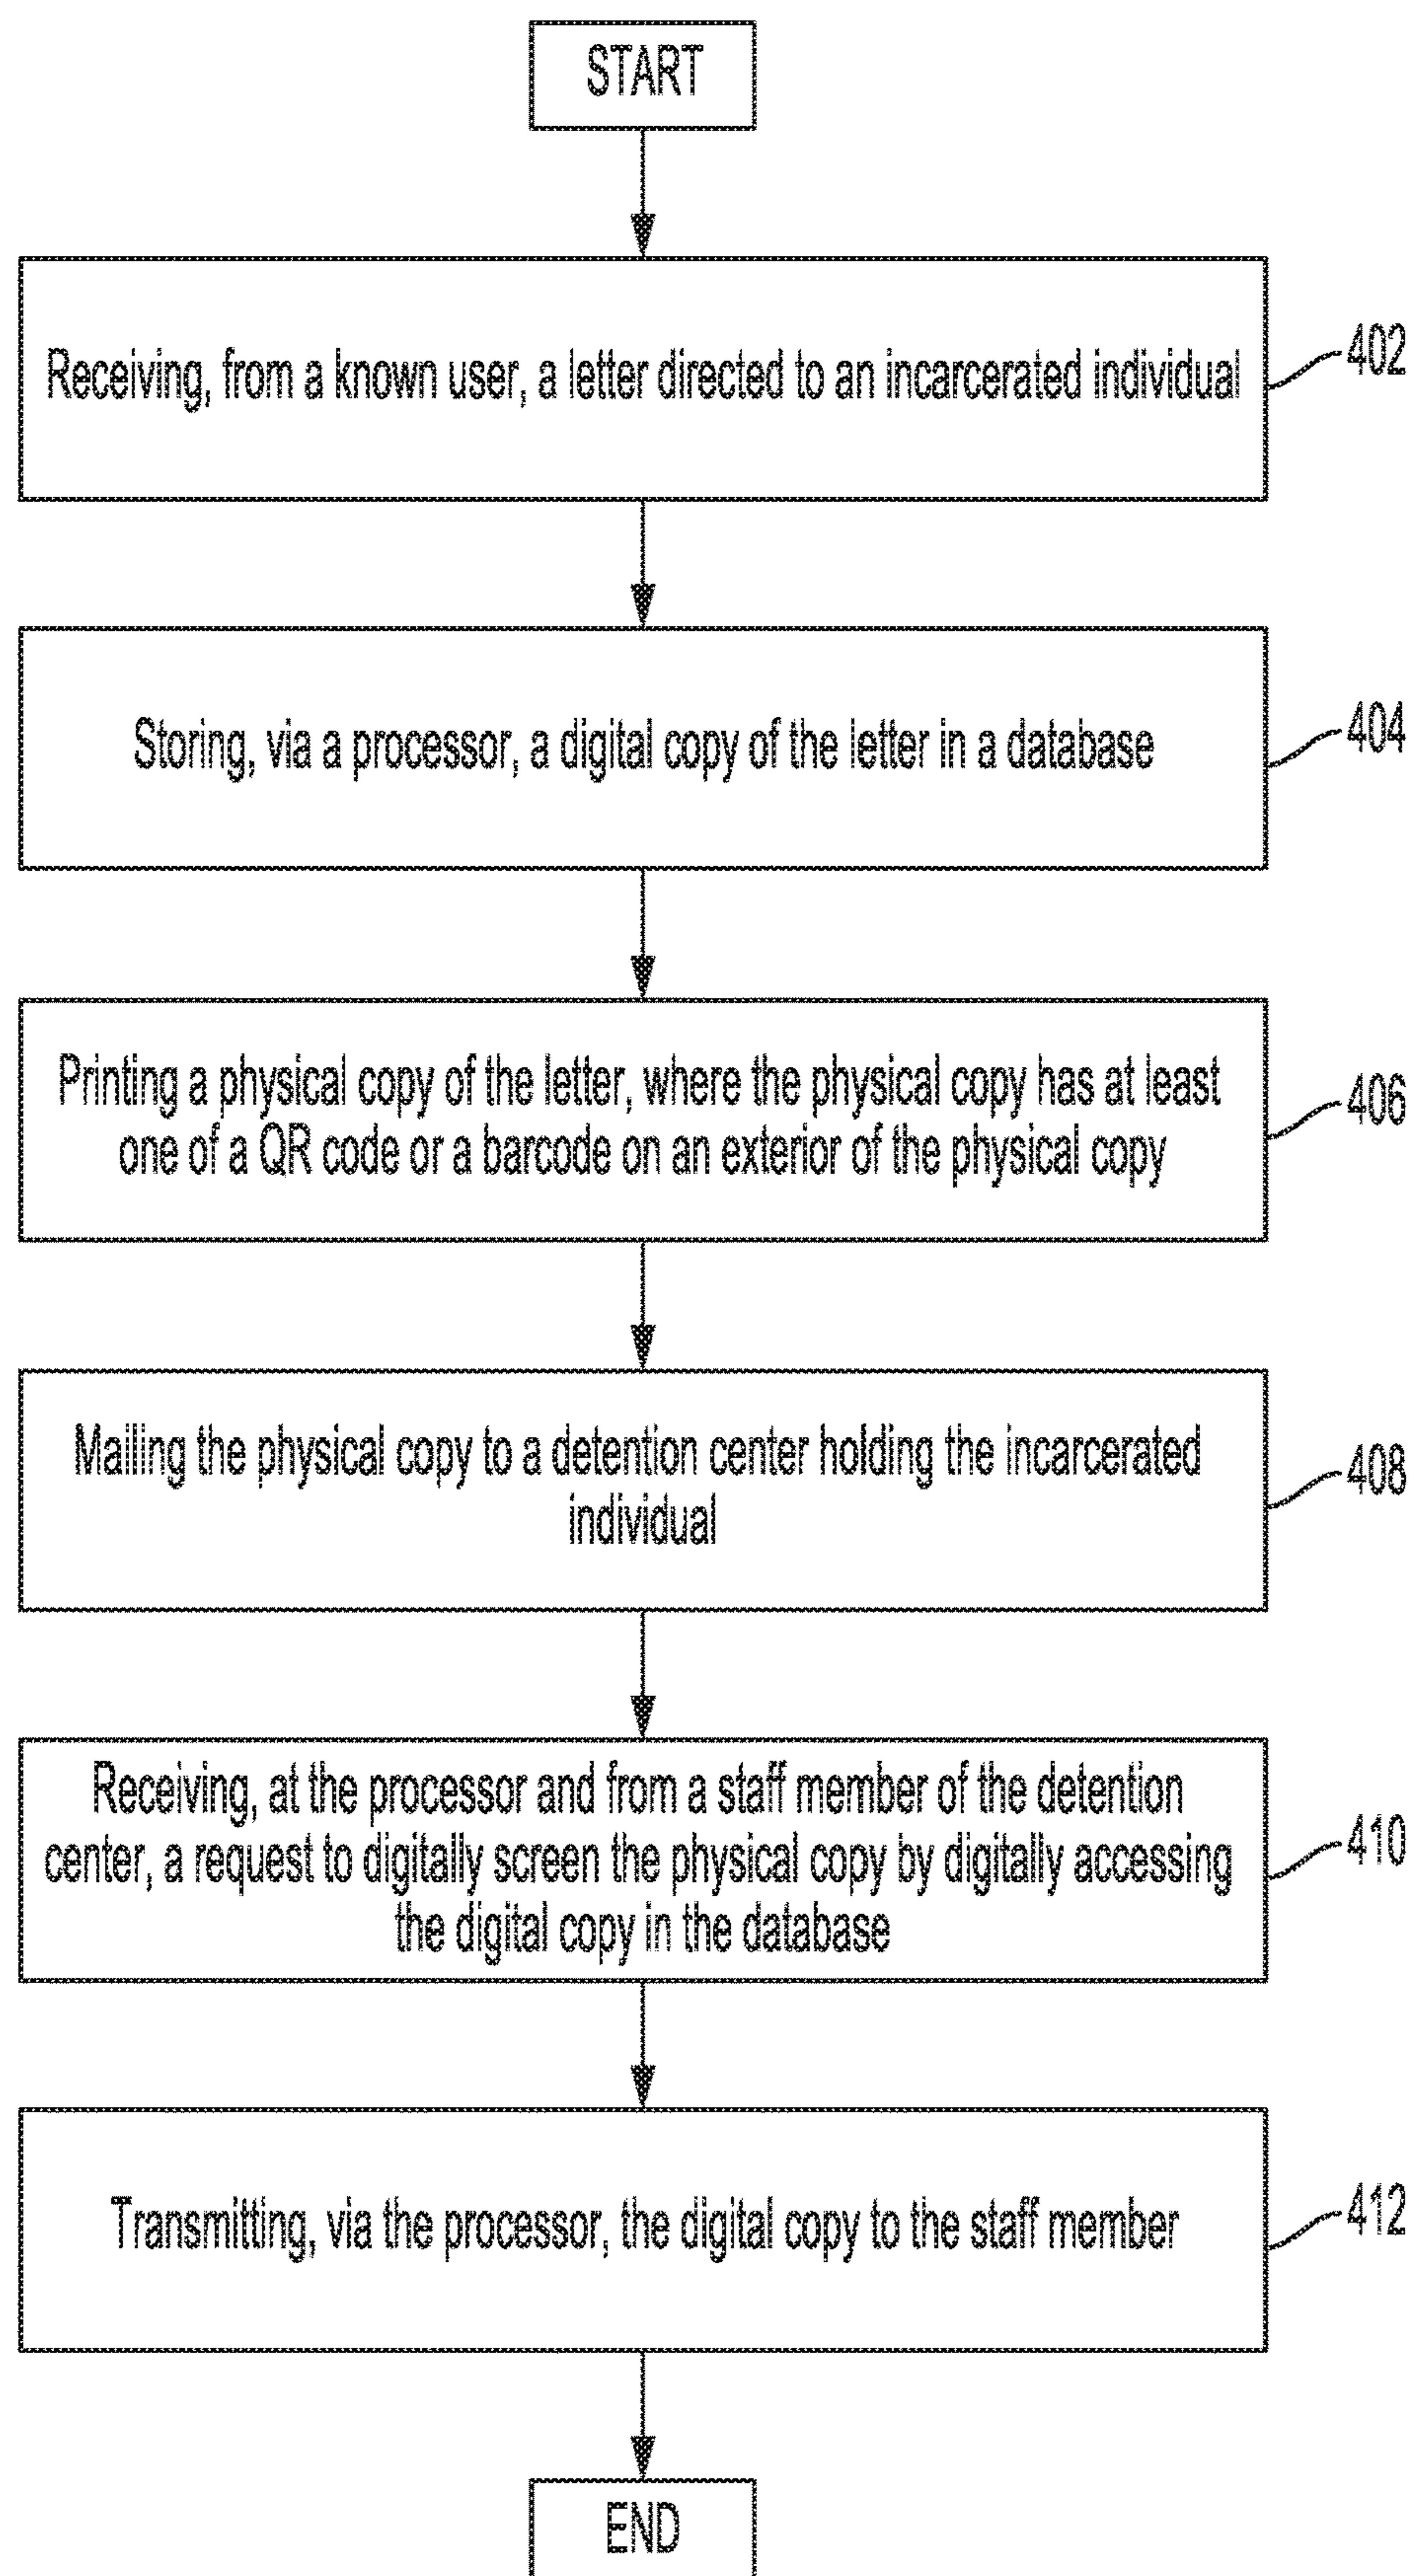 START
Receiving, from a known user, a letter directed to an incarcerated individual
402
Storing, via a processor, a digital copy of the letter in a database
404
Printing a physical copy of the letter, where the physical copy has at least
one of a QR code or a barcode on an exterior of the physical copy
406
Mailing the physical copy to a detention center holding the incarcerated
individual
408
Receiving, at the processor and from a staff member of the detention
center, a request to digitally screen the physical copy by digitally accessing
the digital copy in the database
410
Transmitting, via the processor, the digital copy to the staff member
412
END